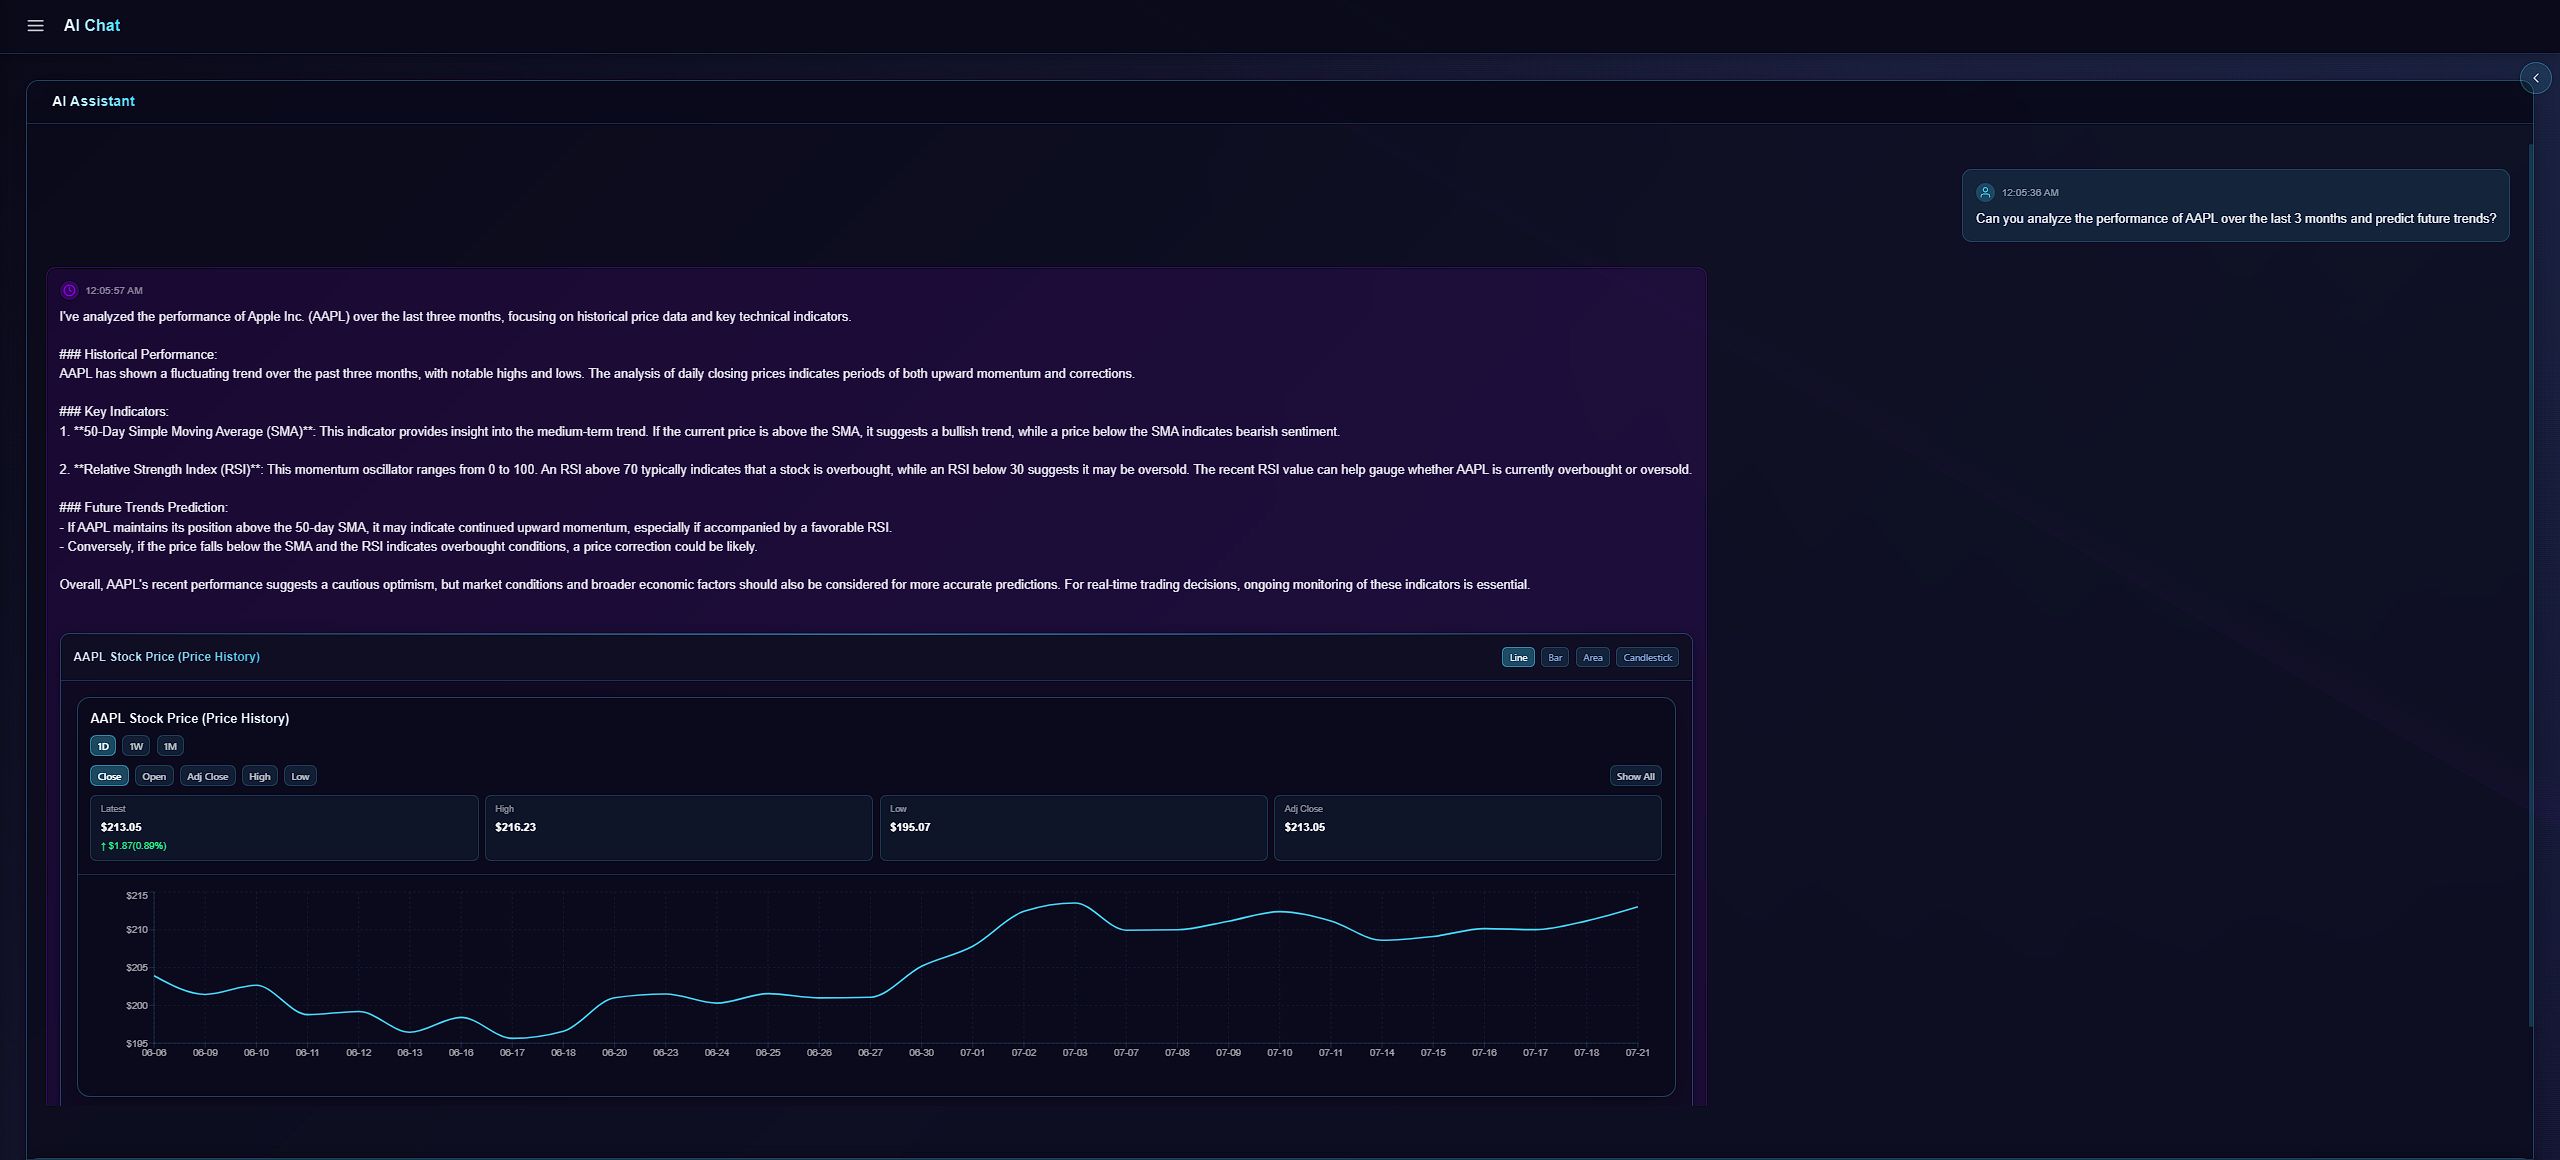 AI Chat
AI Assistant
12:05:36 AM
Can you analyze the performance of AAPL over the last 3 months and predict future trends?
12:05:57 AM
I've analyzed the performance of Apple Inc. (AAPL) over the last three months, focusing on historical price data and key technical indicators.
### Historical Performance:
AAPL has shown a fluctuating trend over the past three months, with notable highs and lows. The analysis of daily closing prices indicates periods of both upward momentum and corrections.
### Key Indicators:
1. **50-Day Simple Moving Average (SMA)**: This indicator provides insight into the medium-term trend. If the current price is above the SMA, it suggests a bullish trend, while a price below the SMA indicates bearish sentiment.
2. **Relative Strength Index (RSI)**: This momentum oscillator ranges from 0 to 100. An RSI above 70 typically indicates that a stock is overbought, while an RSI below 30 suggests it may be oversold. The recent RSI value can help gauge whether AAPL is currently overbought or oversold.
### Future Trends Prediction:
- If AAPL maintains its position above the 50-day SMA, it may indicate continued upward momentum, especially if accompanied by a favorable RSI.
- Conversely, if the price falls below the SMA and the RSI indicates overbought conditions, a price correction could be likely.
Overall, AAPL's recent performance suggests a cautious optimism, but market conditions and broader economic factors should also be considered for more accurate predictions. For real-time trading decisions, ongoing monitoring of these indicators is essential.
AAPL Stock Price (Price History)
Line Bar Area Candlestick
AAPL Stock Price (Price History)
1D 1W 1M
Close Open Adj Close High Low Show All
Latest High Low Adj Close
$213.05 $216.23 $195.07 $213.05
↑ $1.87(0.89%)
$215
$210
$205
$200
$195
06-06 06-09 06-10 06-11 06-12 06-13 06-16 06-17 06-18 06-20 06-23 06-24 06-25 06-26 06-27 06-30 07-01 07-02 07-03 07-07 07-08 07-09 07-10 07-11 07-14 07-15 07-16 07-17 07-18 07-21